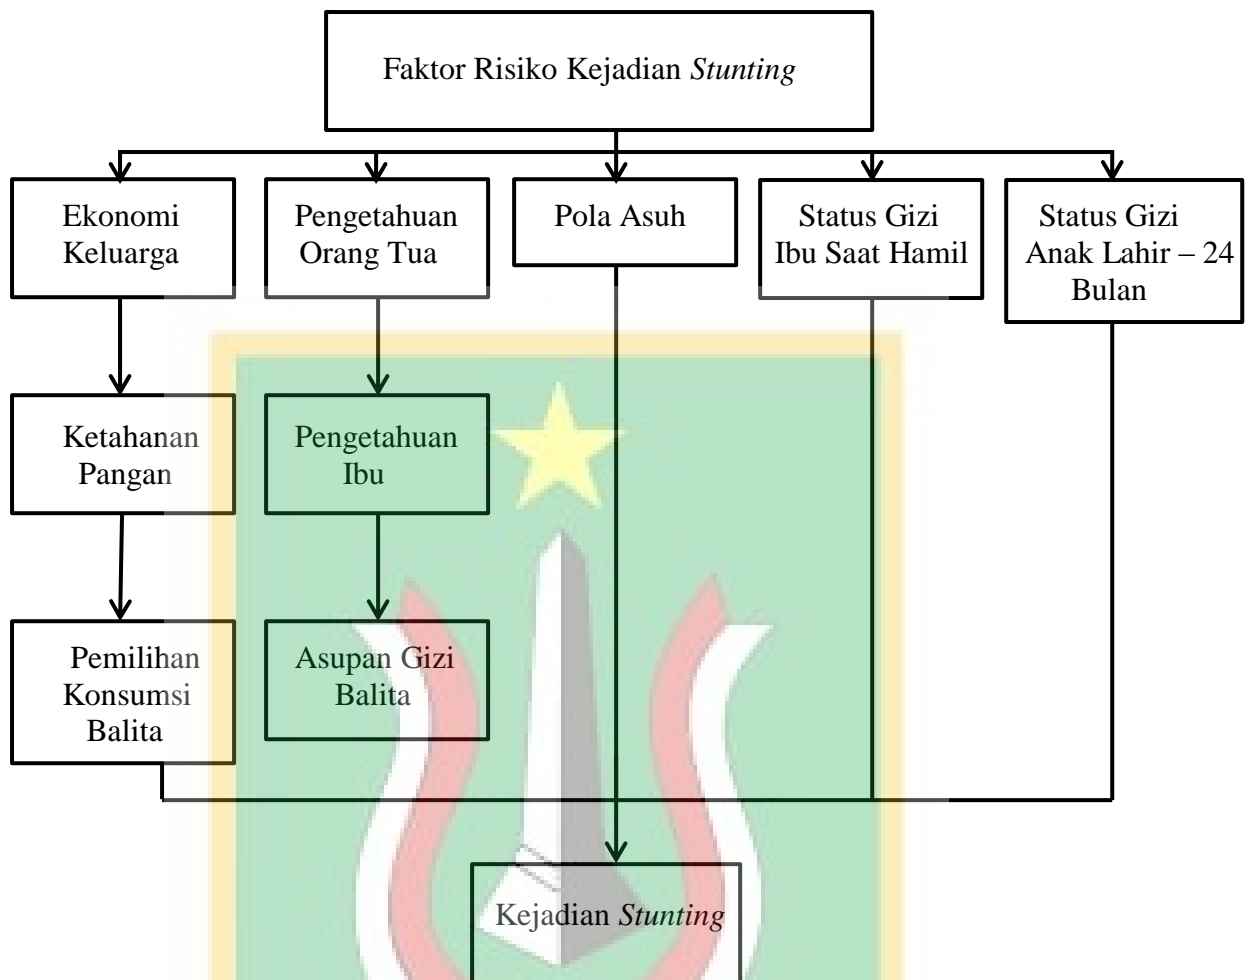 Faktor Risiko Kejadian Stunting
Ekonomi
Keluarga
Pengetahuan
Orang Tua
Pola Asuh
Status Gizi
Ibu Saat Hamil
Status Gizi
Anak Lahir – 24
Bulan
Ketahanan
Pangan
Pengetahuan
Ibu
Pemilihan
Konsumsi
Balita
Asupan Gizi
Balita
Kejadian Stunting